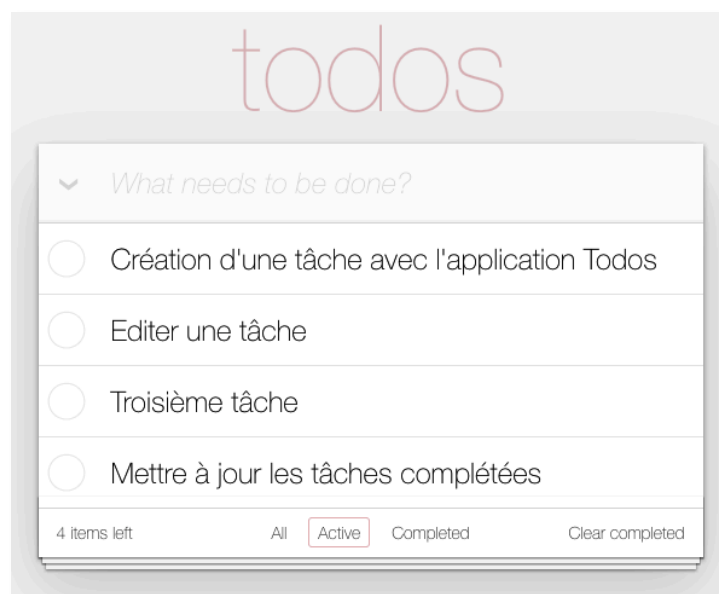 todos
What needs to be done?
Création d'une tâche avec l'application Todos
Editer une tâche
Troisième tâche
Mettre à jour les tâches complétées
4 items left All Active Completed Clear completed